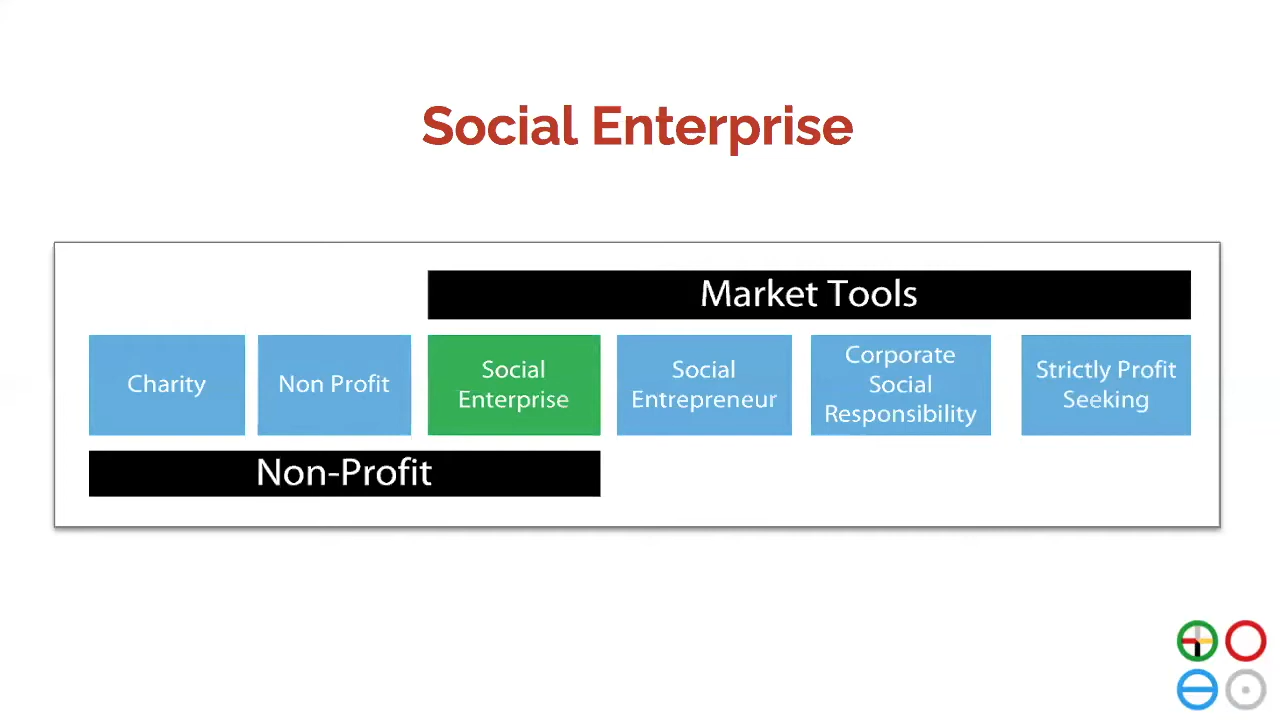 Social Enterprise
Market Tools
Charity
Non Profit
Social
Enterprise
Social
Entrepreneur
Corporate
Social
Responsibility
Strictly Profit
Seeking
Non-Profit